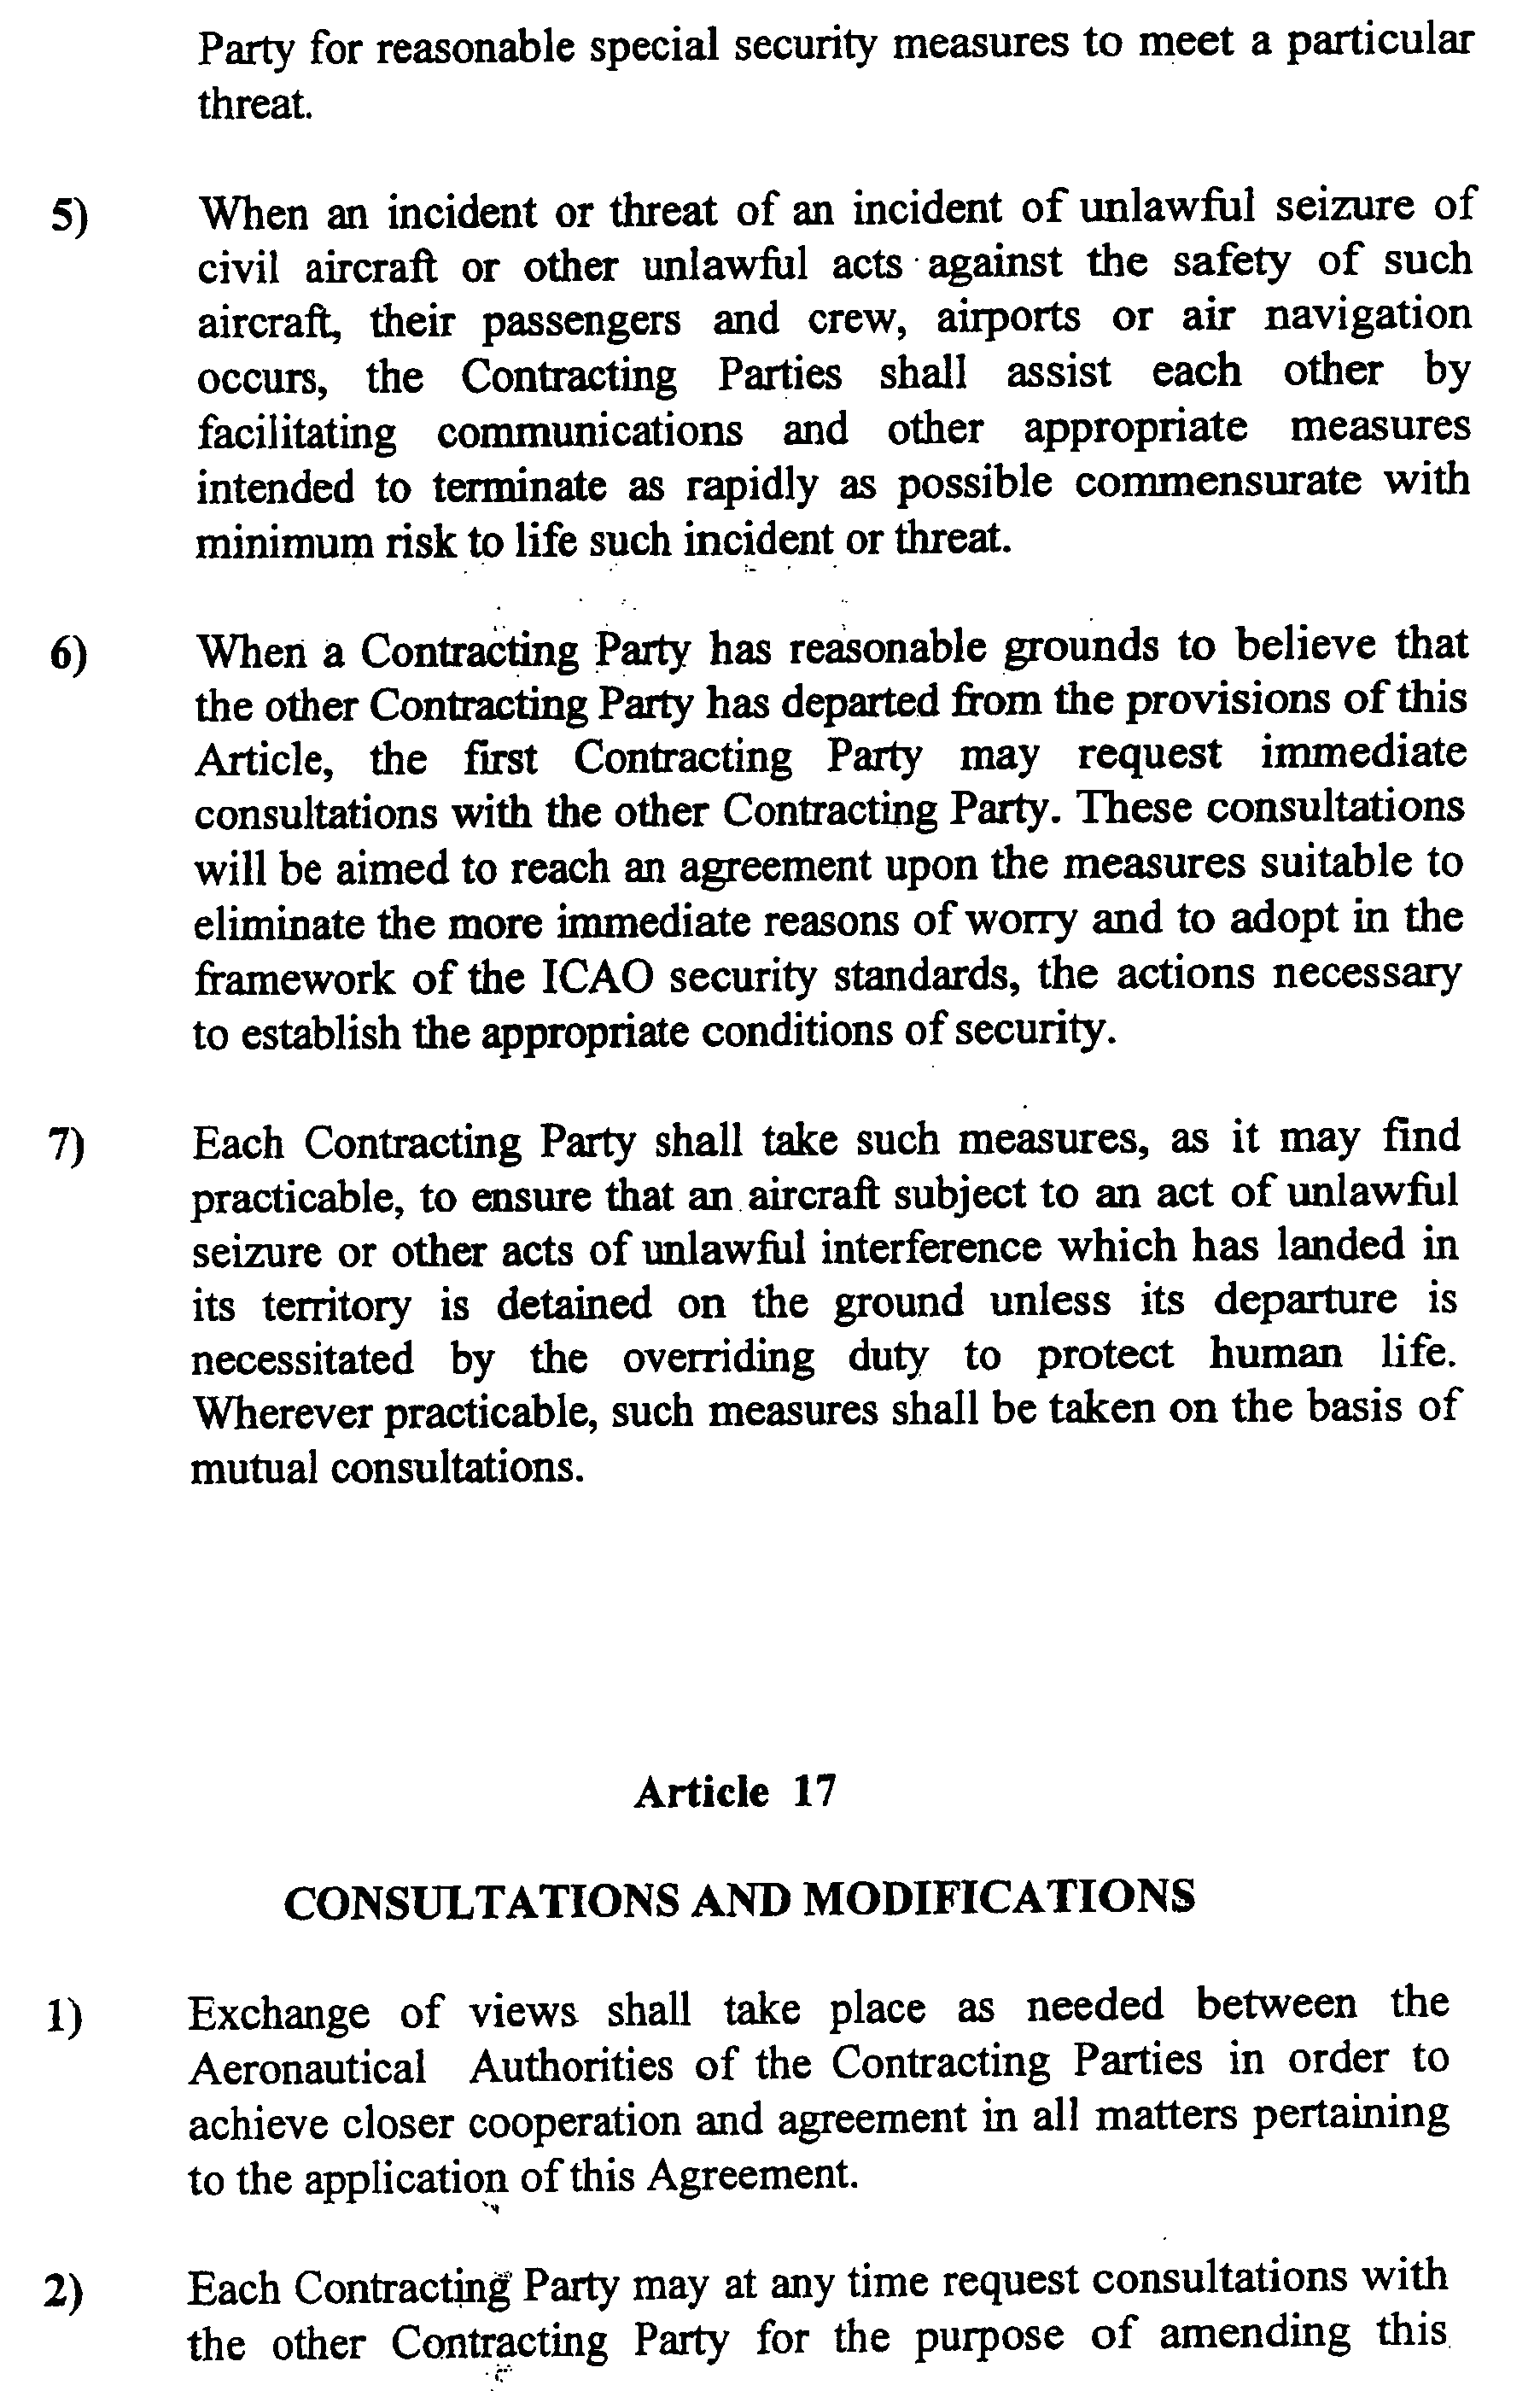 Party for reasonable special security measures to meet a particular
threat.
5) When an incident or threat of an incident of unlawful seizure of
civil aircraft or other unlawful acts against the safety of such
aircraft, their passengers and crew, airports or air navigation
occurs, the Contracting Parties shall assist each other by
facilitating communications and other appropriate measures
intended to terminate as rapidly as possible commensurate with
minimum risk to life such incident or threat.
6) When a Contracting Party has reasonable grounds to believe that
the other Contracting Party has departed from the provisions of this
Article, the first Contracting Party may request immediate
consultations with the other Contracting Party. These consultations
will be aimed to reach an agreement upon the measures suitable to
eliminate the more immediate reasons of worry and to adopt in the
framework of the ICAO security standards, the actions necessary
to establish the appropriate conditions of security.
7) Each Contracting Party shall take such measures, as it may find
practicable, to ensure that an aircraft subject to an act of unlawful
seizure or other acts of unlawful interference which has landed in
its territory is detained on the ground unless its departure is
necessitated by the overriding duty to protect human life.
Wherever practicable, such measures shall be taken on the basis of
mutual consultations.
Article 17
CONSULTATIONS AND MODIFICATIONS
1) Exchange of views shall take place as needed between the
Aeronautical Authorities of the Contracting Parties in order to
achieve closer cooperation and agreement in all matters pertaining
to the application of this Agreement.
2) Each Contracting Party may at any time request consultations with
the other Contracting Party for the purpose of amending this